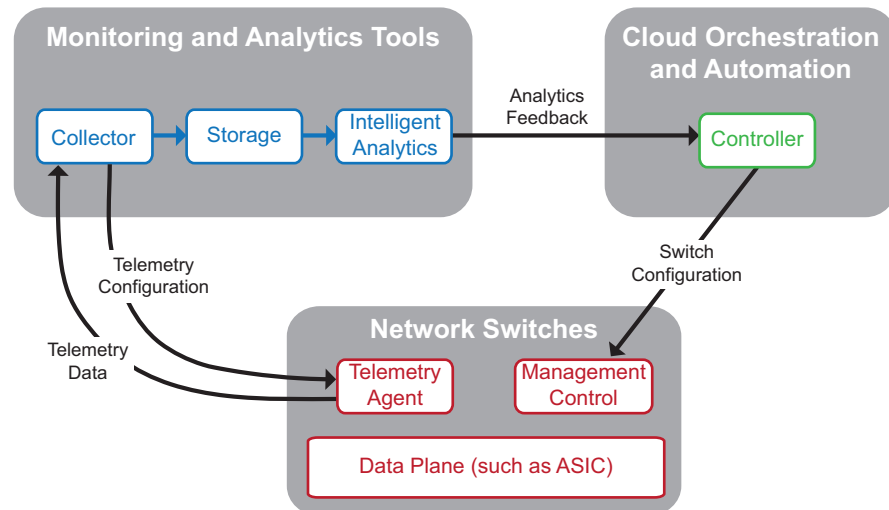 Monitoring and Analytics Tools
Cloud Orchestration
and Automation
Collector
Storage
Intelligent
Analytics
Analytics
Feedback
Controller
Telemetry
Configuration
Switch
Configuration
Telemetry
Data
Network Switches
Telemetry
Agent
Management
Control
Data Plane (such as ASIC)